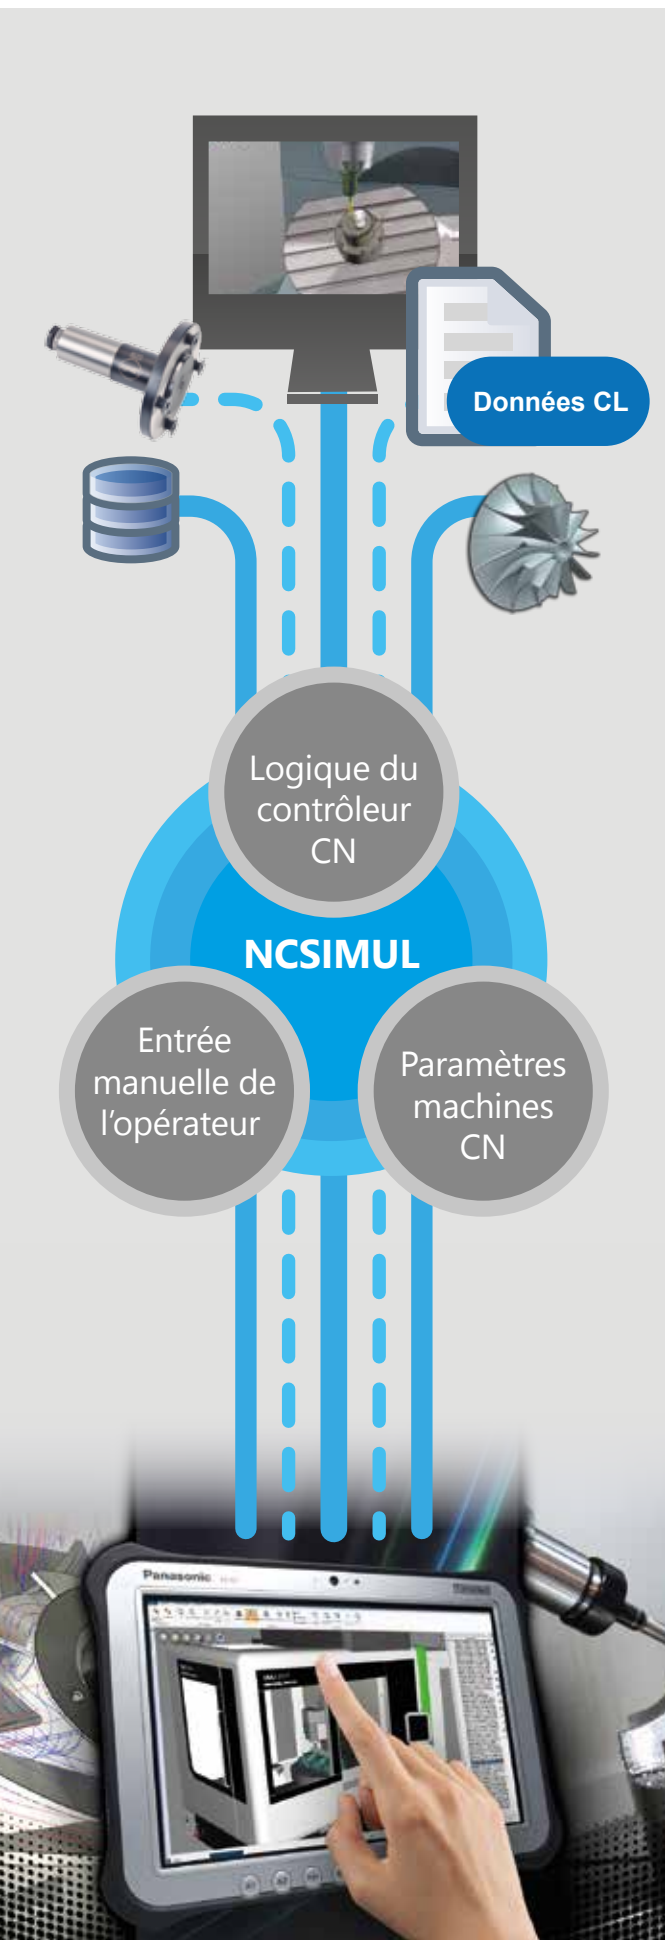 Données CL
Logique du
contrôleur
CN
NCSIMUL
Entrée
manuelle de
l'opérateur
Paramètres
machines
CN
Panasonic